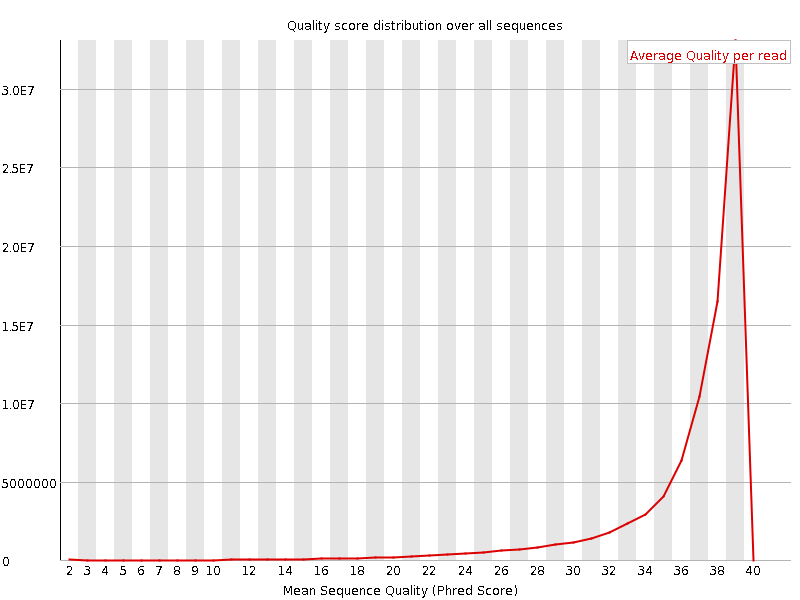 Quality score distribution over all sequences
Average Quality per read
3.0E7
2.5E7
2.0E7
1.5E7
1.0E7
5000000
0
2 3 4 5 6 7 8 9 10 12 14 16 18 20 22 24 26 28 30 32 34 36 38 40
Mean Sequence Quality (Phred Score)